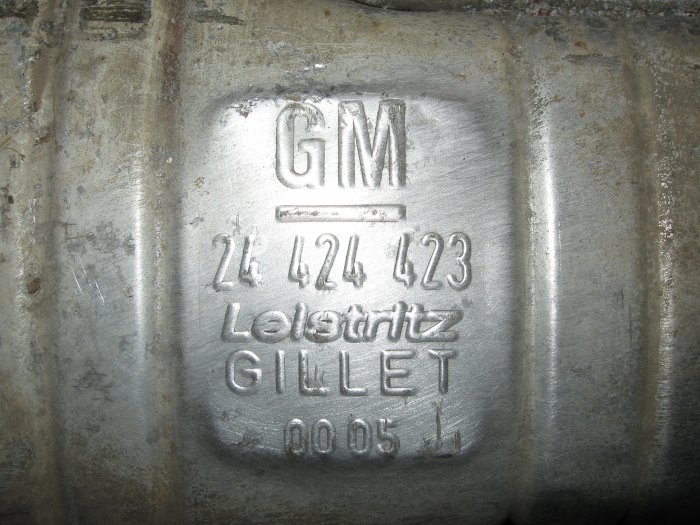 GM
24 424 423
Leistritz
GILLET
0005 L